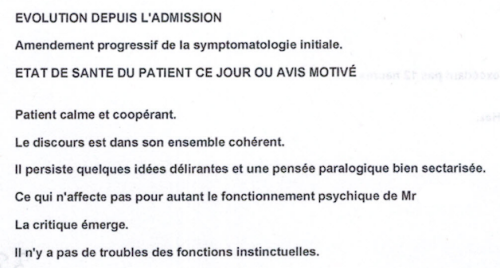 EVOLUTION DEPUIS L'ADMISSION
Amendement progressif de la symptomatologie initiale.
ETAT DE SANTE DU PATIENT CE JOUR OU AVIS MOTIVÉ
Patient calme et coopérant.
Le discours est dans son ensemble cohérent.
Il persiste quelques idées délirantes et une pensée paralogique bien sectarisée.
Ce qui n'affecte pas pour autant le fonctionnement psychique de Mr
La critique émerge.
Il n'y a pas de troubles des fonctions instinctuelles.